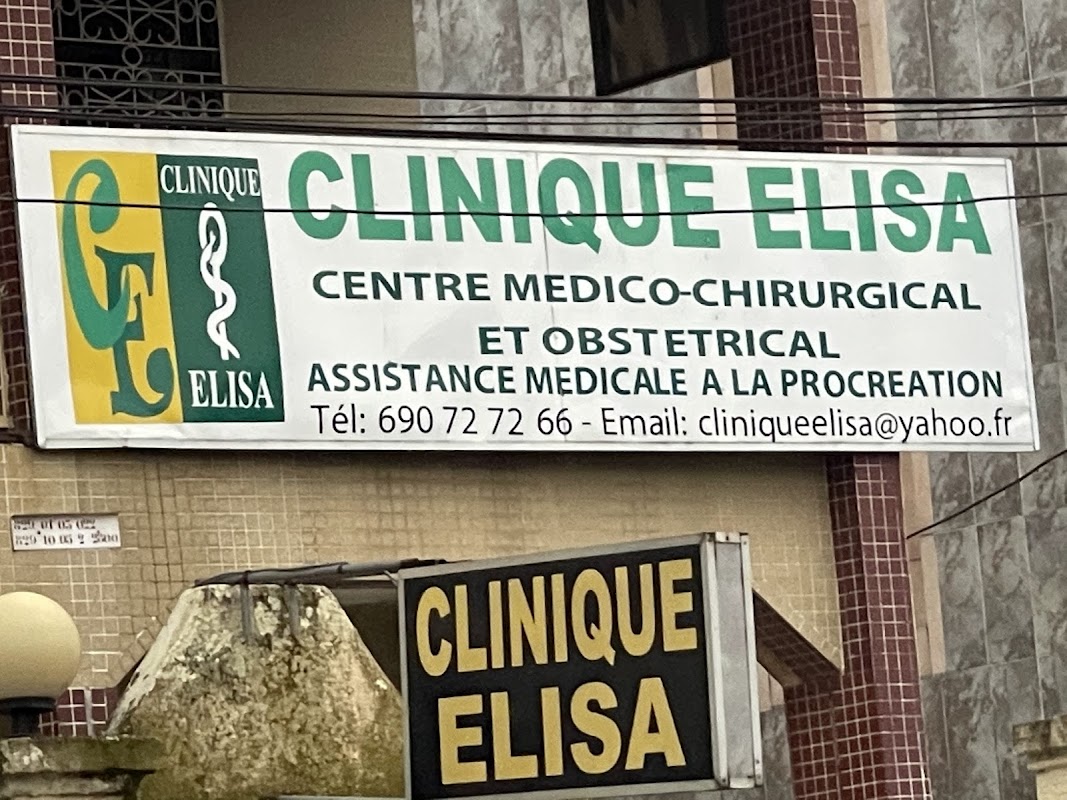 CE
CLINIQUE
ELISA
CLINIQUE ELISA
CENTRE MEDICO-CHIRURGICAL
ET OBSTETRICAL
ASSISTANCE MEDICALE A LA PROCREATION
Tél: 690 72 72 66 - Email: cliniqueelisa@yahoo.fr
CLINIQUE
ELISA